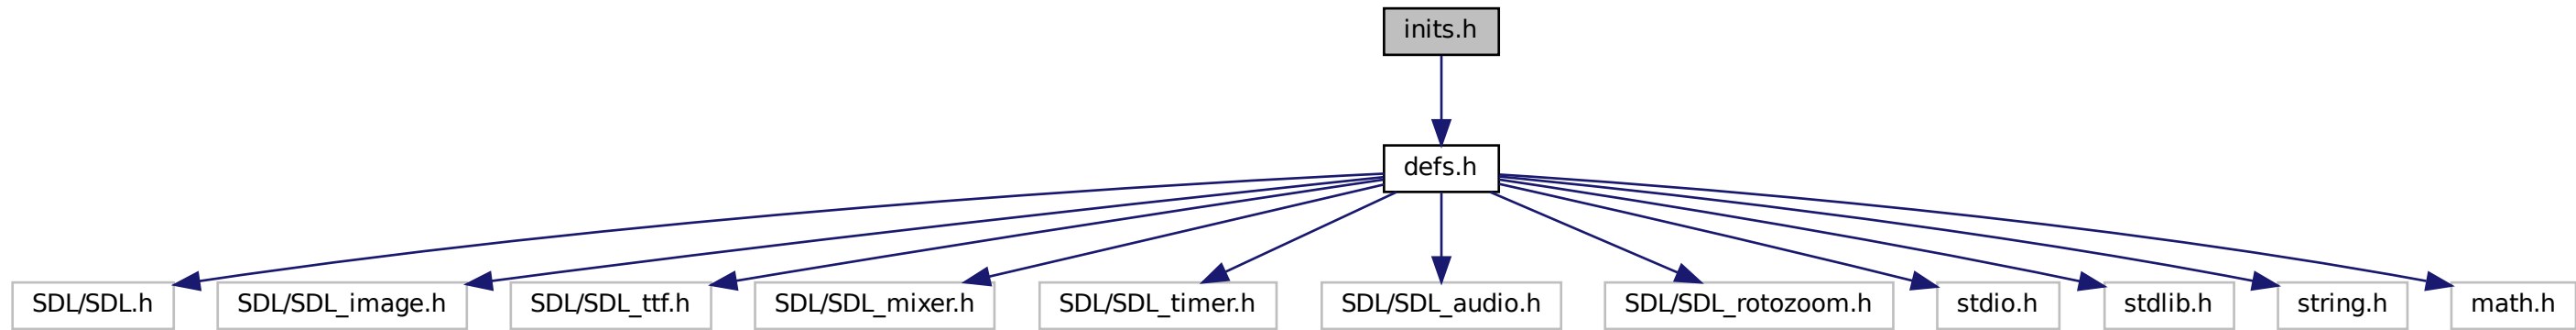 inits.h
defs.h
SDL/SDL.h
SDL/SDL_image.h
SDL/SDL_ttf.h
SDL/SDL_mixer.h
SDL/SDL_timer.h
SDL/SDL_audio.h
SDL/SDL_rotozoom.h
stdio.h
stdlib.h
string.h
math.h